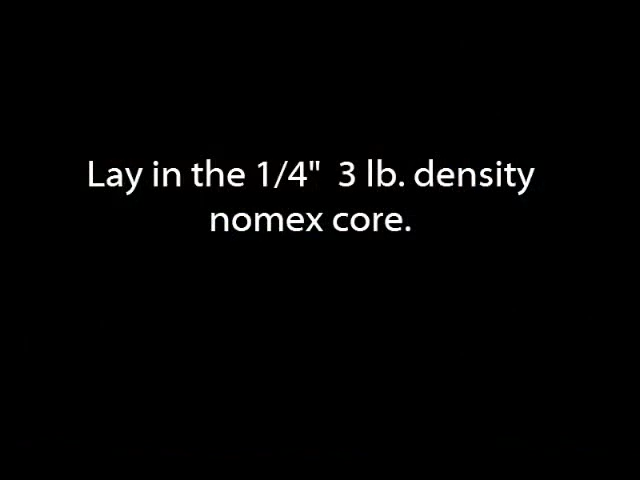 Lay in the 1/4"  3 lb. density
nomex core.